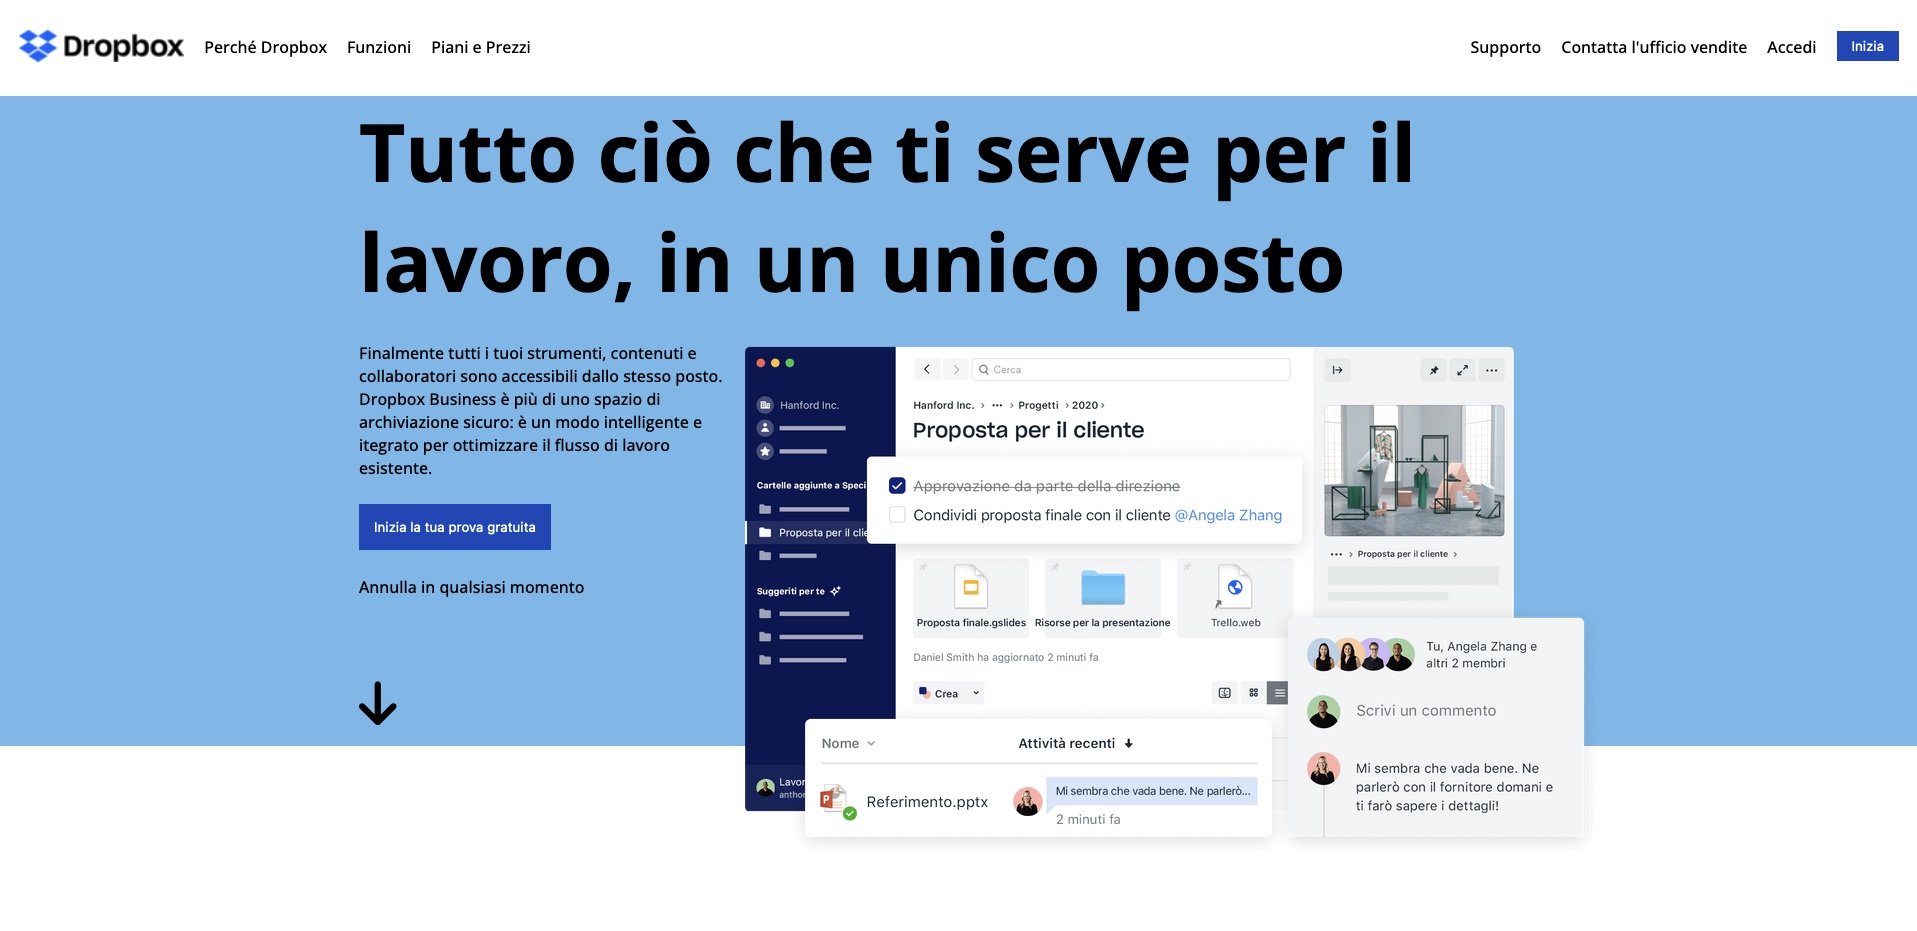 Dropbox
Perché Dropbox
Funzioni
Piani e Prezzi
Supporto
Contatta l'ufficio vendite
Accedi
Inizia
Tutto ciò che ti serve per il
lavoro, in un unico posto
Finalmente tutti i tuoi strumenti, contenuti e
collaboratori sono accessibili dallo stesso posto.
Dropbox Business è più di uno spazio di
archiviazione sicuro: è un modo intelligente e
itegrato per ottimizzare il flusso di lavoro
esistente.
Inizia la tua prova gratuita
Annulla in qualsiasi momento
Hanford Inc.
Cartelle aggiunte a Speci
Proposta per il clie
Suggeriti per te
Lavor
anthor
Cerca
Hanford Inc. > ··· > Progetti > 2020 >
Proposta per il cliente
Approvazione da parte della direzione
Condividi proposta finale con il cliente @Angela Zhang
Proposta finale.gslides
Risorse per la presentazione
Trello.web
Daniel Smith ha aggiornato 2 minuti fa
Crea
Nome
Attività recenti
Referimento.pptx
Mi sembra che vada bene. Ne parlerò...
2 minuti fa
··· > Proposta per il cliente >
Tu, Angela Zhang e
altri 2 membri
Scrivi un commento
Mi sembra che vada bene. Ne
parlerò con il fornitore domani e
ti farò sapere i dettagli!